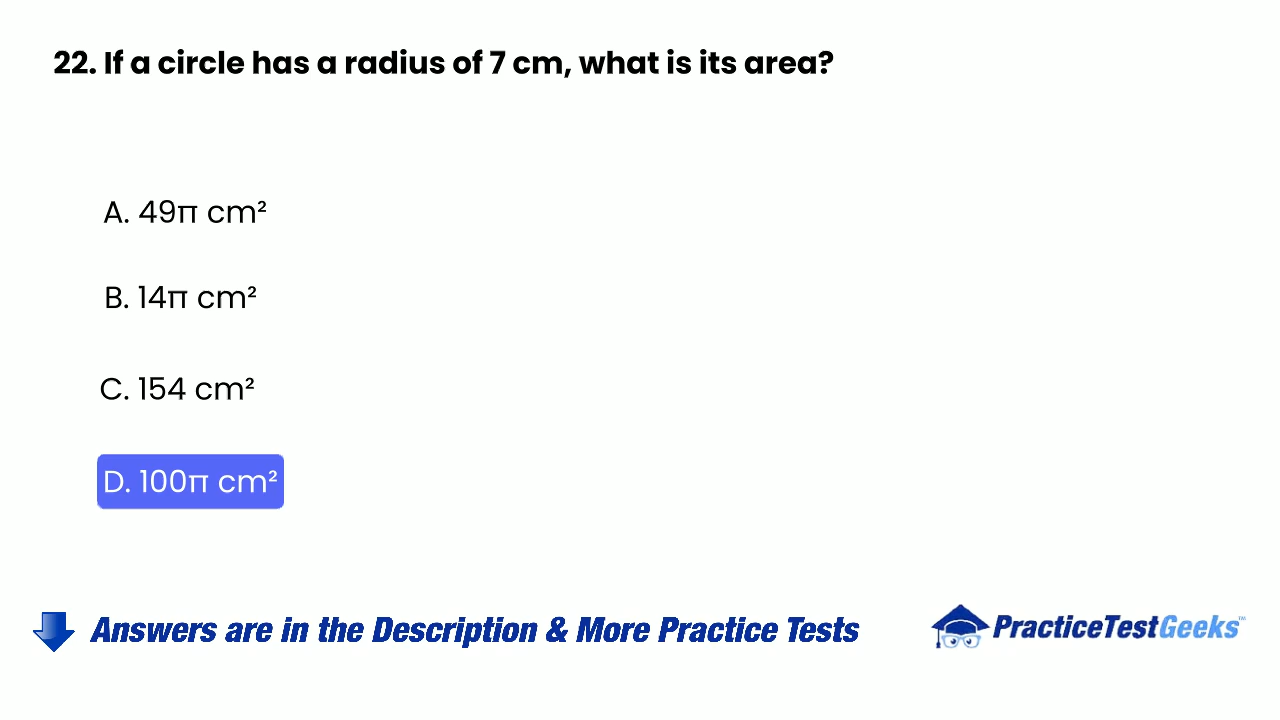 22. If a circle has a radius of 7 cm, what is its area?
A. 49π cm²
B. 14π cm²
C. 154 cm²
D. 100π cm²
Answers are in the Description & More Practice Tests
PracticeTestGeeks™